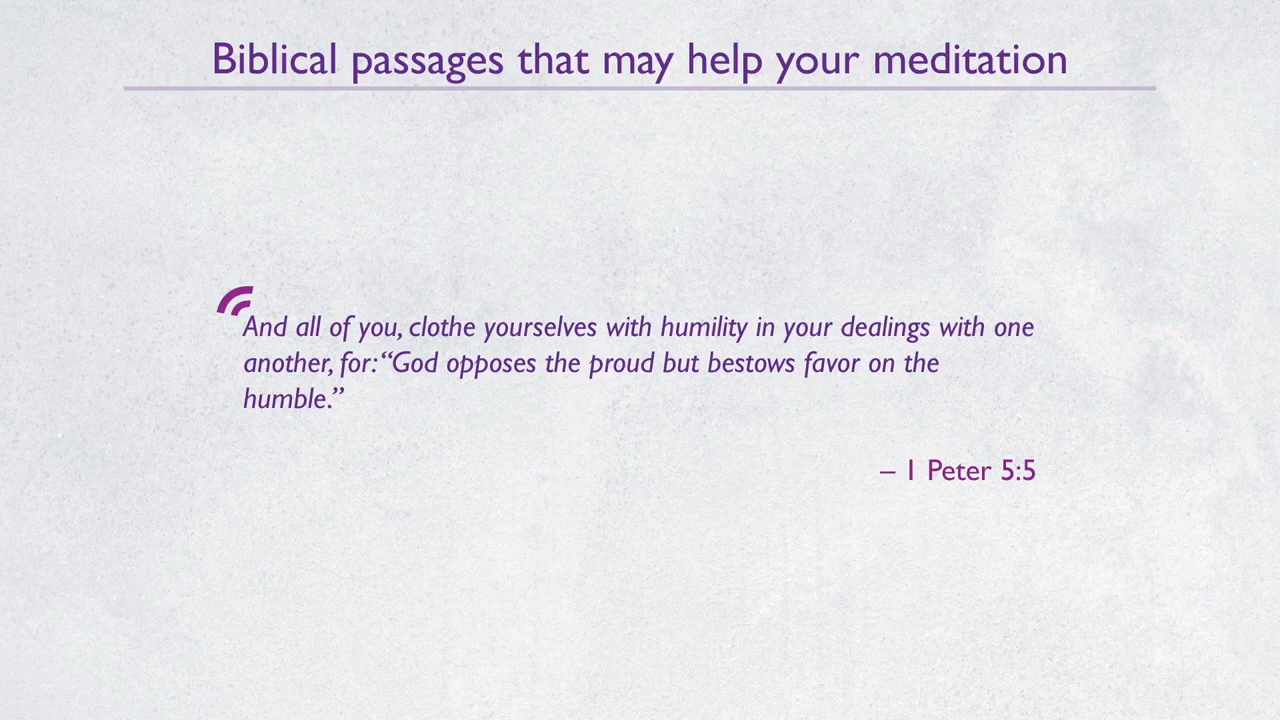 Biblical passages that may help your meditation
And all of you, clothe yourselves with humility in your dealings with one
another, for: “God opposes the proud but bestows favor on the
humble.”
– 1 Peter 5:5